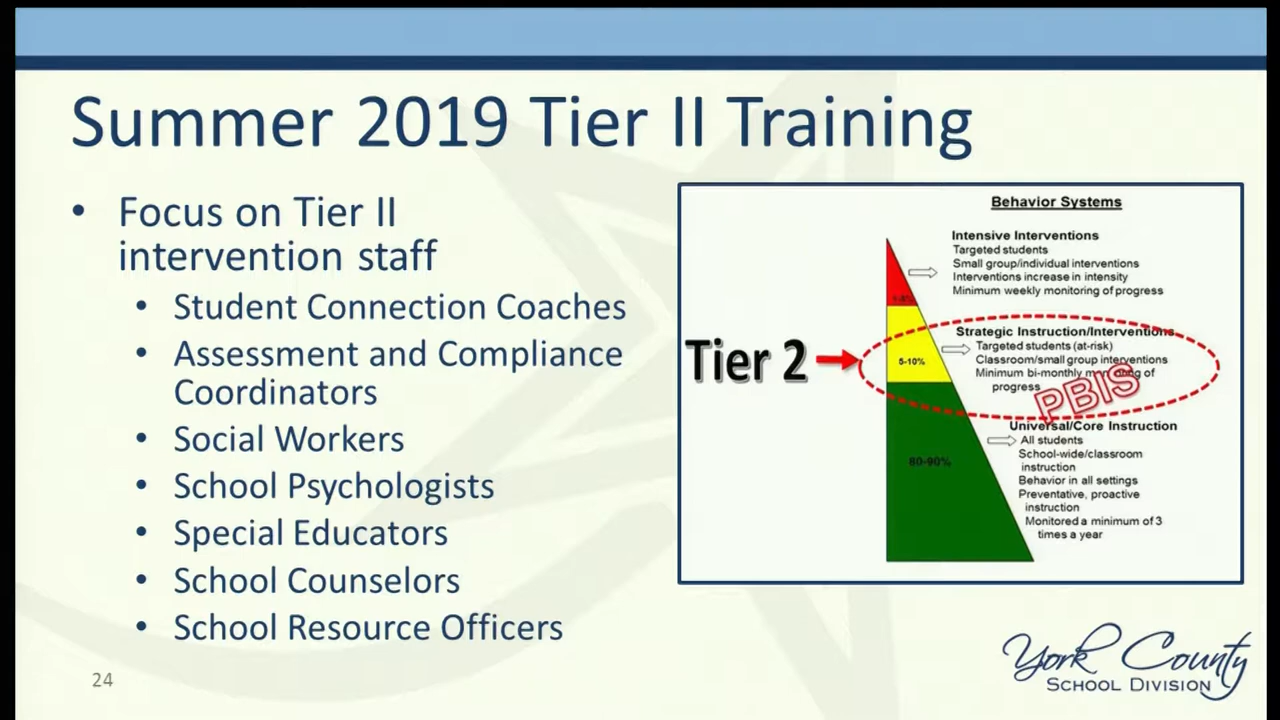 Summer 2019 Tier II Training
• Focus on Tier II
intervention staff
• Student Connection Coaches
• Assessment and Compliance
Coordinators
• Social Workers
• School Psychologists
• Special Educators
• School Counselors
• School Resource Officers
24
Behavior Systems
Intensive Interventions
Targeted students
Small group/individual interventions
Interventions increase in intensity
Minimum weekly monitoring of progress
Tier 2
5-10%
Strategic Instruction/Interventions
Targeted students (at-risk)
Classroom/small group interventions
Minimum bi-monthly monitoring of
progress
PBIS
80-90%
Universal/Core Instruction
All students
School-wide/classroom
instruction
Behavior in all settings
Preventative, proactive
instruction
Monitored a minimum of 3
times a year
York County
SCHOOL DIVISION